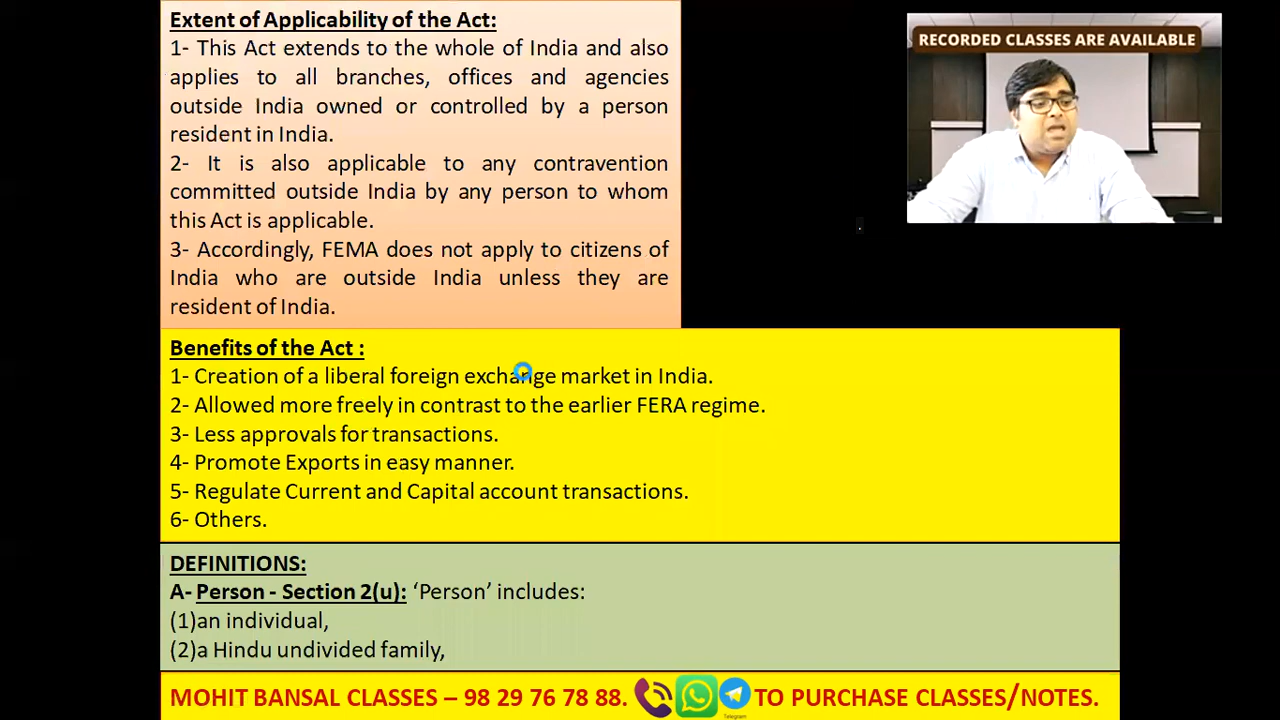 Extent of Applicability of the Act:
1- This Act extends to the whole of India and also
applies to all branches, offices and agencies
outside India owned or controlled by a person
resident in India.
2- It is also applicable to any contravention
committed outside India by any person to whom
this Act is applicable.
3- Accordingly, FEMA does not apply to citizens of
India who are outside India unless they are
resident of India.
RECORDED CLASSES ARE AVAILABLE
Benefits of the Act :
1- Creation of a liberal foreign exchange market in India.
2- Allowed more freely in contrast to the earlier FERA regime.
3- Less approvals for transactions.
4- Promote Exports in easy manner.
5- Regulate Current and Capital account transactions.
6- Others.
DEFINITIONS:
A- Person - Section 2(u): ‘Person’ includes:
(1)an individual,
(2)a Hindu undivided family,
MOHIT BANSAL CLASSES – 98 29 76 78 88. TO PURCHASE CLASSES/NOTES.
Telegram